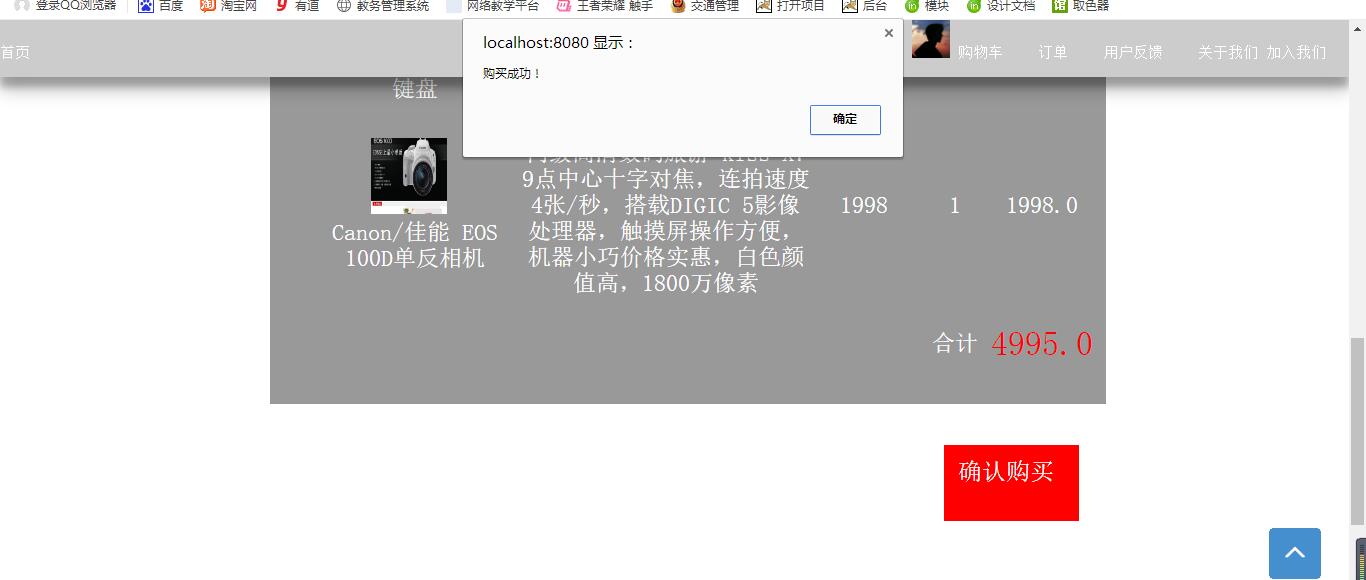 登录QQ浏览器 百度 淘宝网 有道 教务管理系统 网络教学平台 王者荣耀 触手 交通管理 打开项目 后台 模块 设计文档 取色器
首页 购物车 订单 用户反馈 关于我们 加入我们
localhost:8080 显示：
购买成功！
确定
键盘
9点中心十字对焦，连拍速度
4张/秒，搭载DIGIC 5影像
处理器，触摸屏操作方便，
机器小巧价格实惠，白色颜
值高，1800万像素
Canon/佳能 EOS
100D单反相机
1998 1 1998.0
合计 4995.0
确认购买